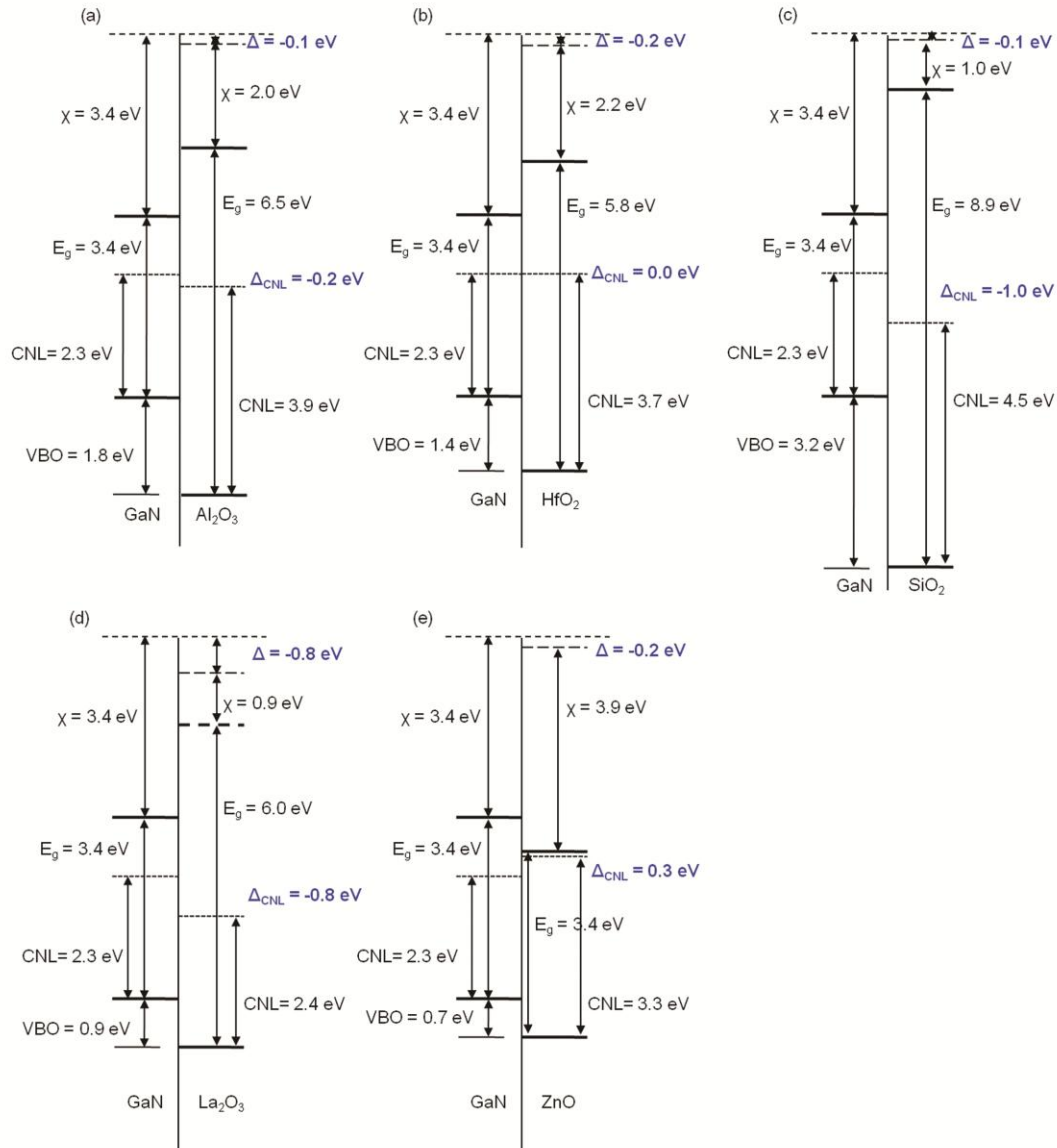 (a)
Δ = -0.1 eV
χ = 2.0 eV
χ = 3.4 eV
E₉ = 6.5 eV
E₉ = 3.4 eV
Δ_CNL = -0.2 eV
CNL= 2.3 eV
CNL= 3.9 eV
VBO = 1.8 eV
GaN
Al₂O₃
(b)
Δ = -0.2 eV
χ = 2.2 eV
χ = 3.4 eV
E_g = 5.8 eV
E_g = 3.4 eV
Δ_CNL = 0.0 eV
CNL= 2.3 eV
CNL= 3.7 eV
VBO = 1.4 eV
GaN
HfO₂
(c)
Δ = -0.1 eV
χ = 1.0 eV
χ = 3.4 eV
E_g = 8.9 eV
E_g = 3.4 eV
Δ_CNL = -1.0 eV
CNL= 2.3 eV
CNL= 4.5 eV
VBO = 3.2 eV
GaN
SiO₂
(d)
Δ = -0.8 eV
χ = 0.9 eV
χ = 3.4 eV
E_g = 6.0 eV
E_g = 3.4 eV
Δ_CNL = -0.8 eV
CNL= 2.3 eV
CNL= 2.4 eV
VBO = 0.9 eV
GaN
La₂O₃
(e)
Δ = -0.2 eV
χ = 3.9 eV
χ = 3.4 eV
E_g = 3.4 eV
Δ_CNL = 0.3 eV
E_g = 3.4 eV
CNL= 2.3 eV
CNL= 3.3 eV
VBO = 0.7 eV
GaN
ZnO